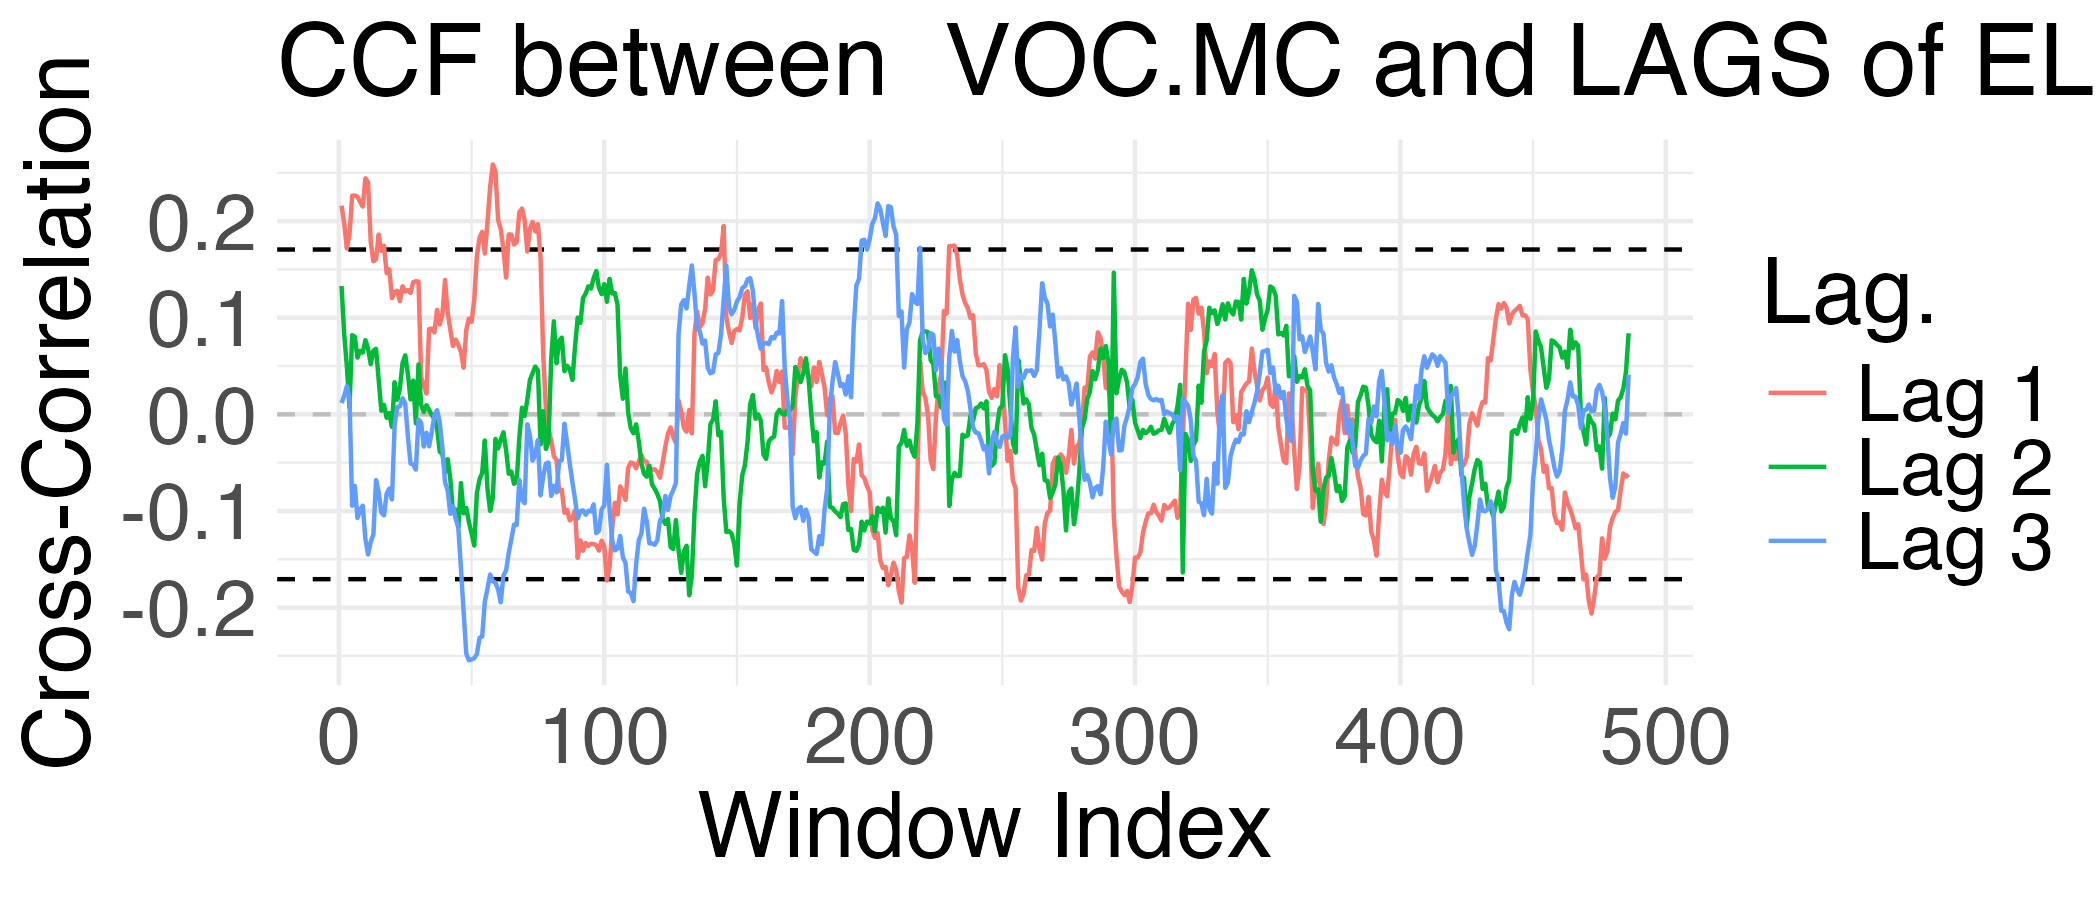 CCF between  VOC.MC and LAGS of EL
Cross-Correlation
0.2
0.1
0.0
-0.1
-0.2
0 100 200 300 400 500
Window Index
Lag.
Lag 1
Lag 2
Lag 3